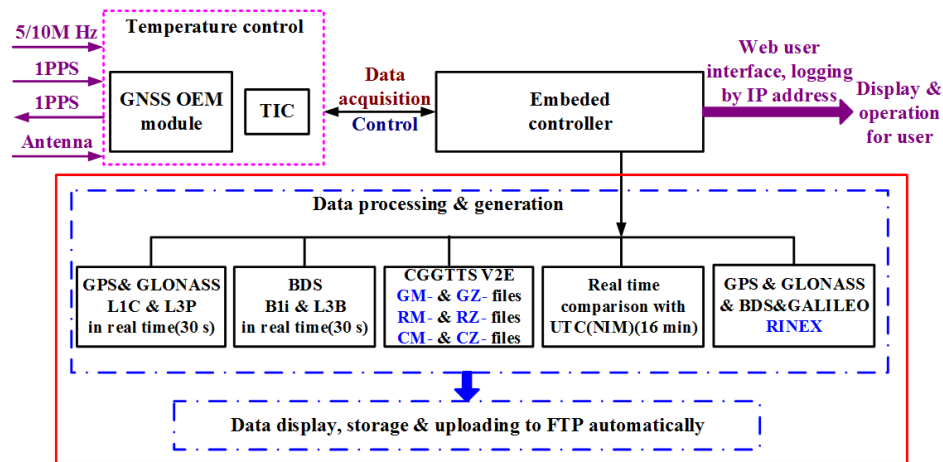 5/10M Hz
1PPS
1PPS
Antenna
Temperature control
GNSS OEM
module
TIC
Data
acquisition
Control
Embeded
controller
Web user
interface, logging
by IP address
Display &
operation
for user
Data processing & generation
GPS& GLONASS
L1C & L3P
in real time(30 s)
BDS
B1i & L3B
in real time(30 s)
CGGTTS V2E
GM- & GZ- files
RM- & RZ- files
CM- & CZ- files
Real time
comparison with
UTC(NIM)(16 min)
GPS & GLONASS
& BDS&GALILEO
RINEX
Data display, storage & uploading to FTP automatically